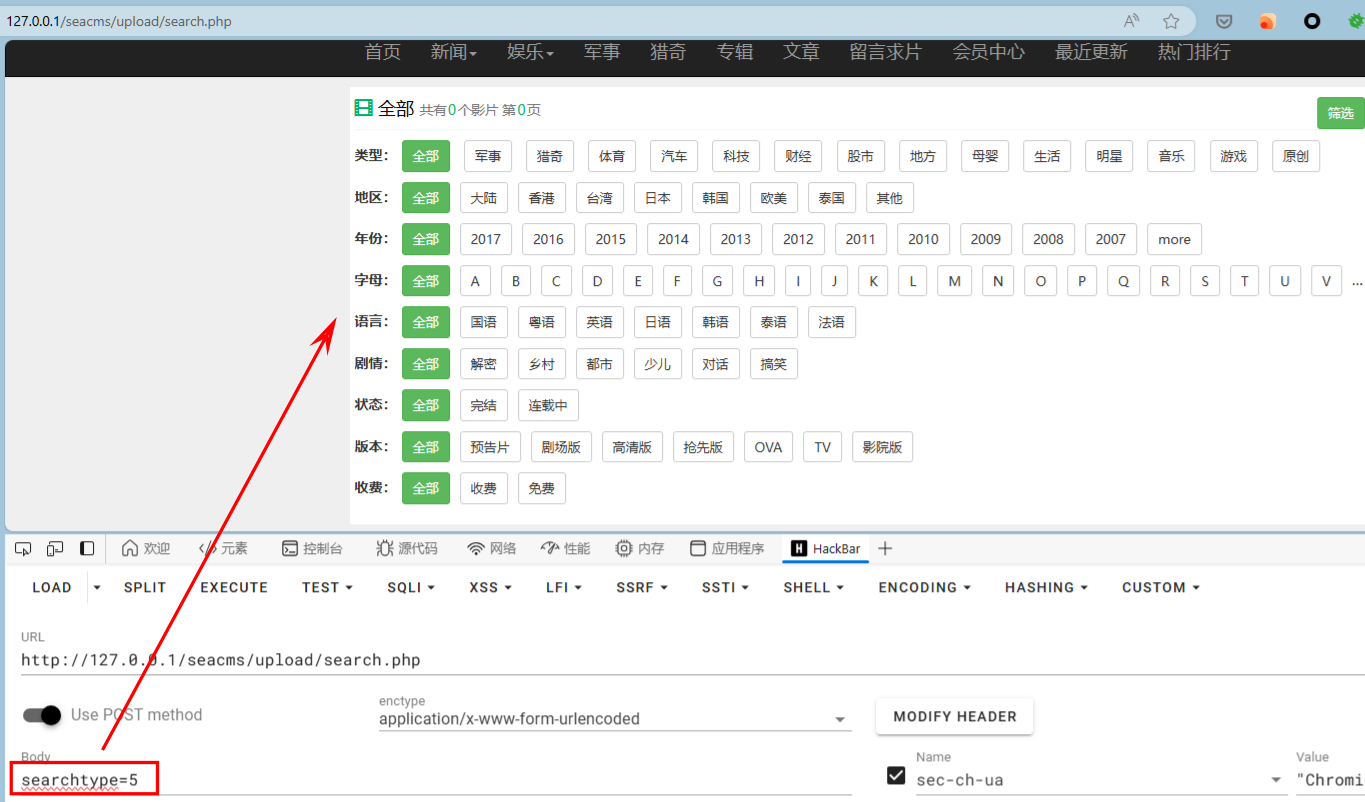 127.0.0.1/seacms/upload/search.php
首页 新闻 娱乐 军事 猎奇 专辑 文章 留言求片 会员中心 最近更新 热门排行
全部 共有0个影片 第0页 筛选
类型: 全部 军事 猎奇 体育 汽车 科技 财经 股市 地方 母婴 生活 明星 音乐 游戏 原创
地区: 全部 大陆 香港 台湾 日本 韩国 欧美 泰国 其他
年份: 全部 2017 2016 2015 2014 2013 2012 2011 2010 2009 2008 2007 more
字母: 全部 A B C D E F G H I J K L M N O P Q R S T U V ...
语言: 全部 国语 粤语 英语 日语 韩语 泰语 法语
剧情: 全部 解密 乡村 都市 少儿 对话 搞笑
状态: 全部 完结 连载中
版本: 全部 预告片 剧场版 高清版 抢先版 OVA TV 影院版
收费: 全部 收费 免费
欢迎 元素 控制台 源代码 网络 性能 内存 应用程序 H HackBar
LOAD SPLIT EXECUTE TEST SQLI XSS LFI SSRF SSTI SHELL ENCODING HASHING CUSTOM
URL
http://127.0.0.1/seacms/upload/search.php
Use POST method
enctype
application/x-www-form-urlencoded
MODIFY HEADER
Body
searchtype=5
Name
sec-ch-ua
Value
"Chromi